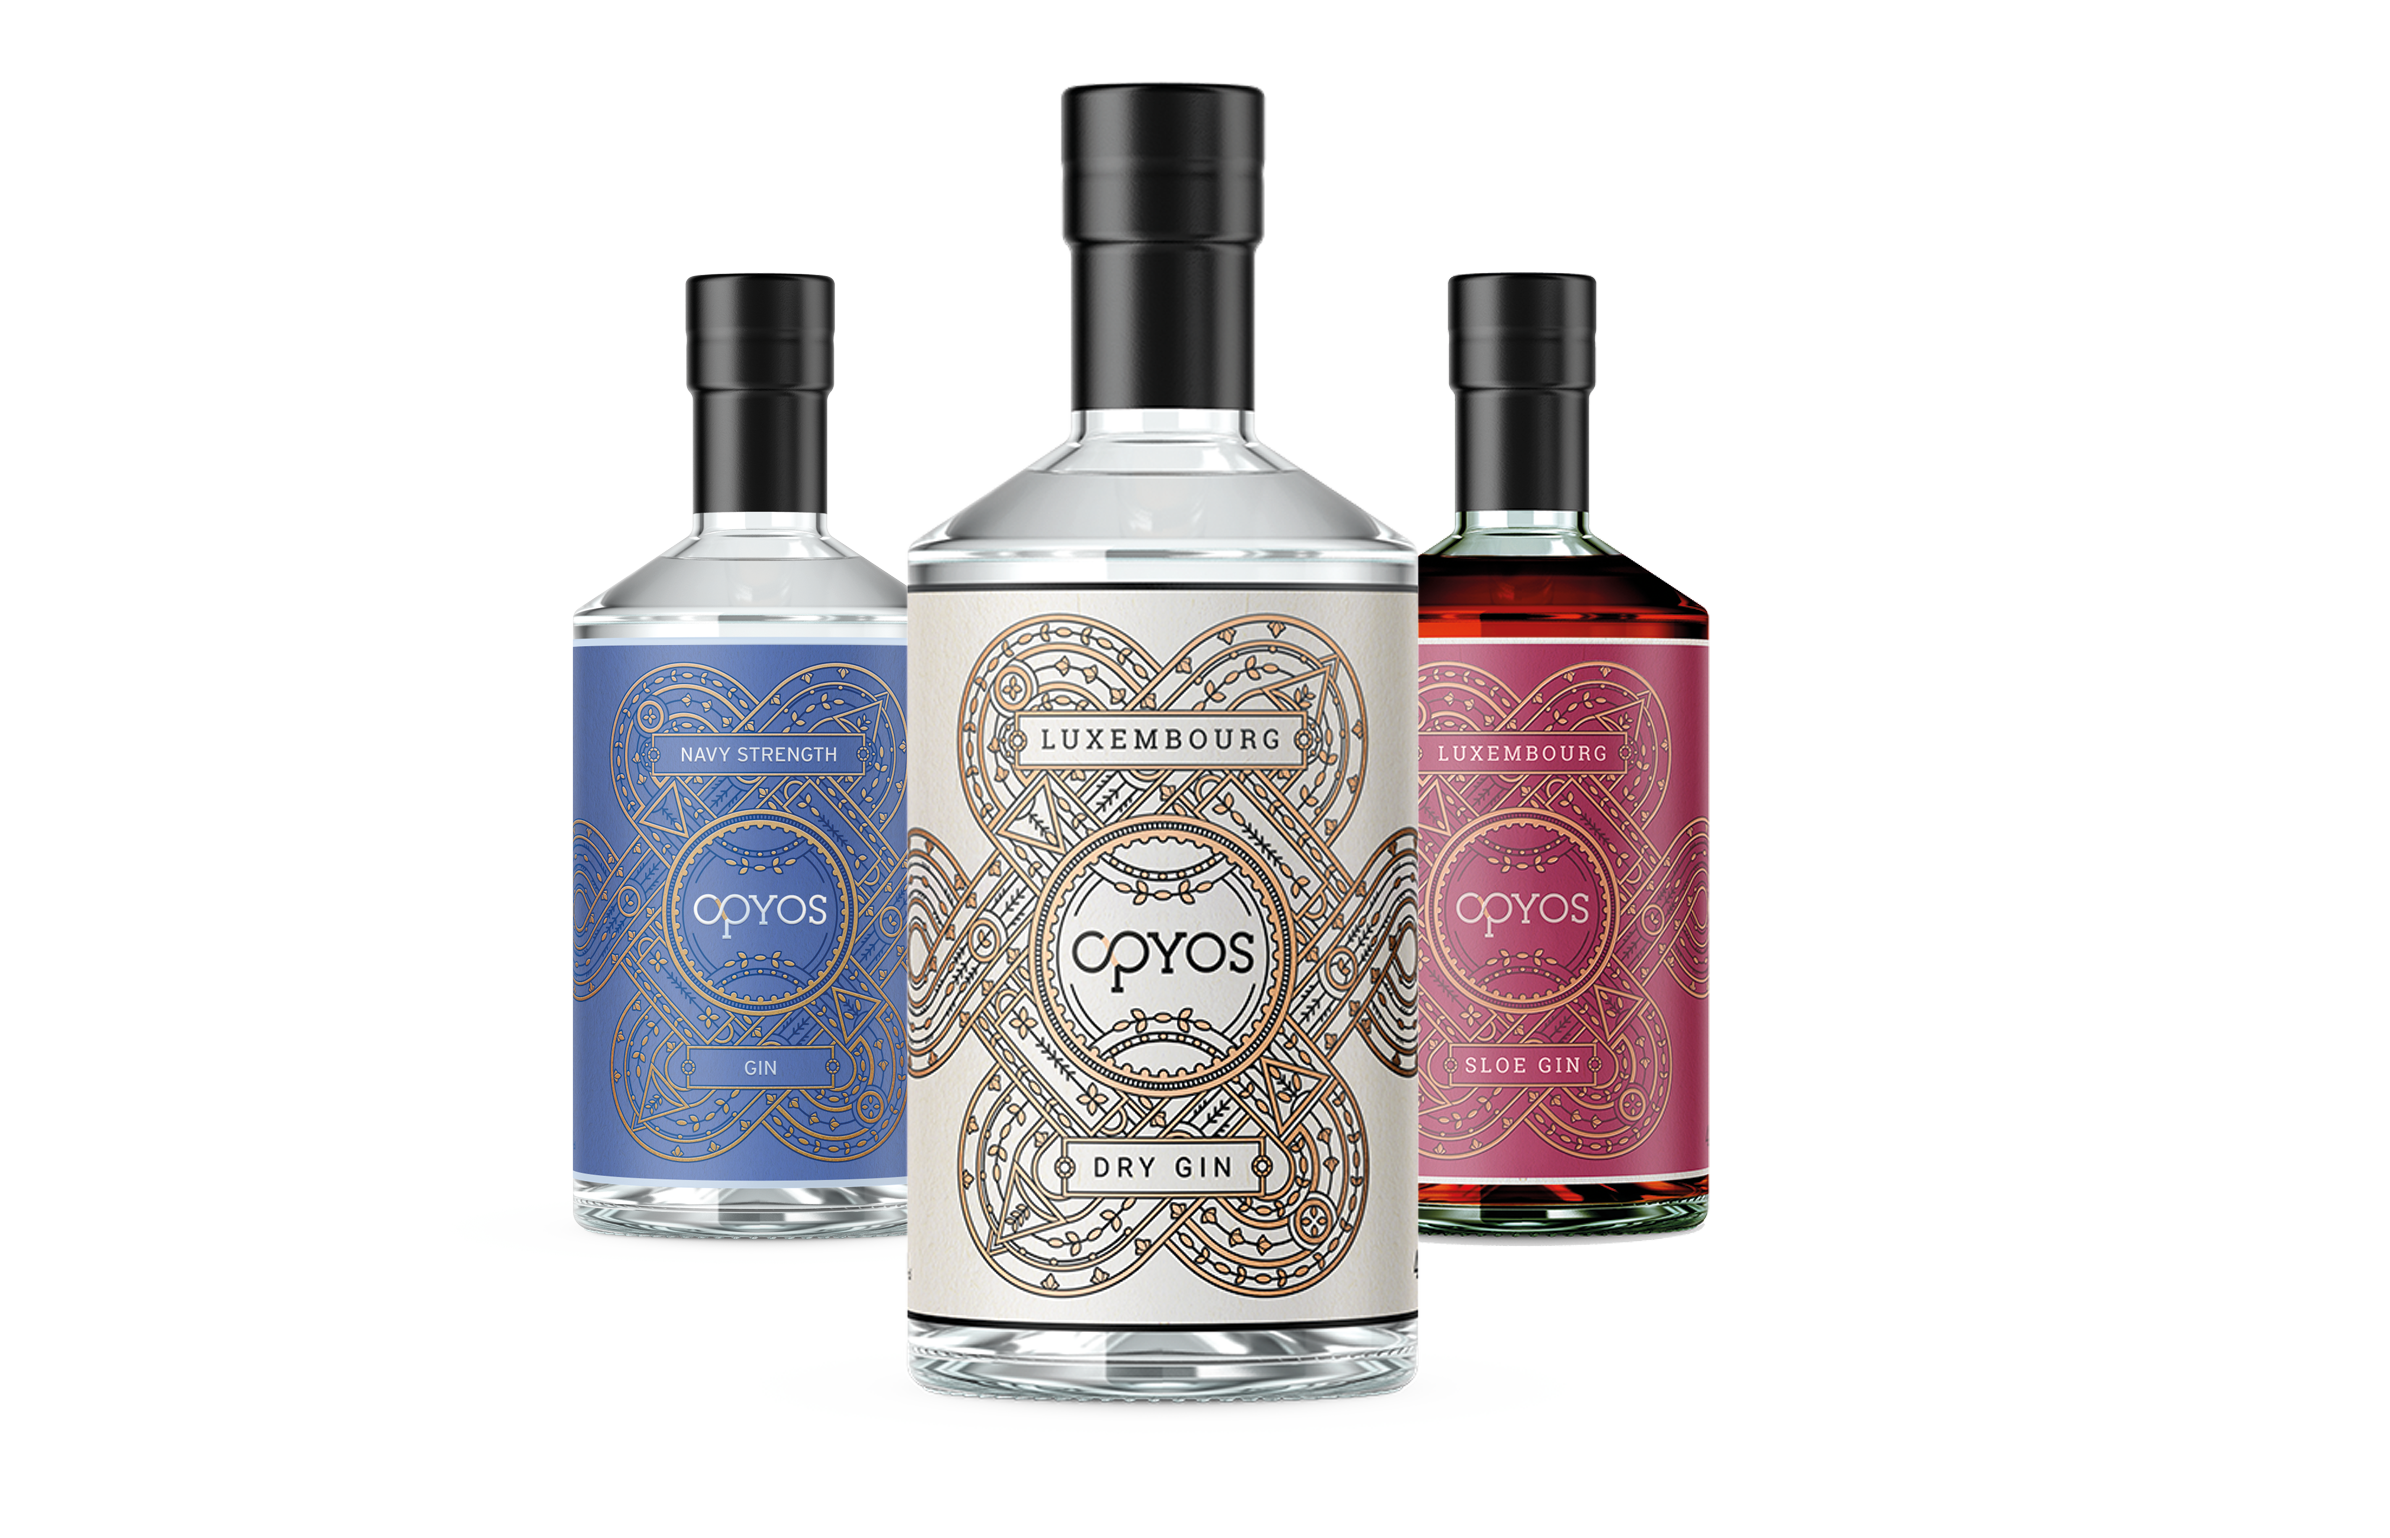 NAVY STRENGTH
OPYOS
GIN
LUXEMBOURG
OPYOS
DRY GIN
LUXEMBOURG
OPYOS
SLOE GIN